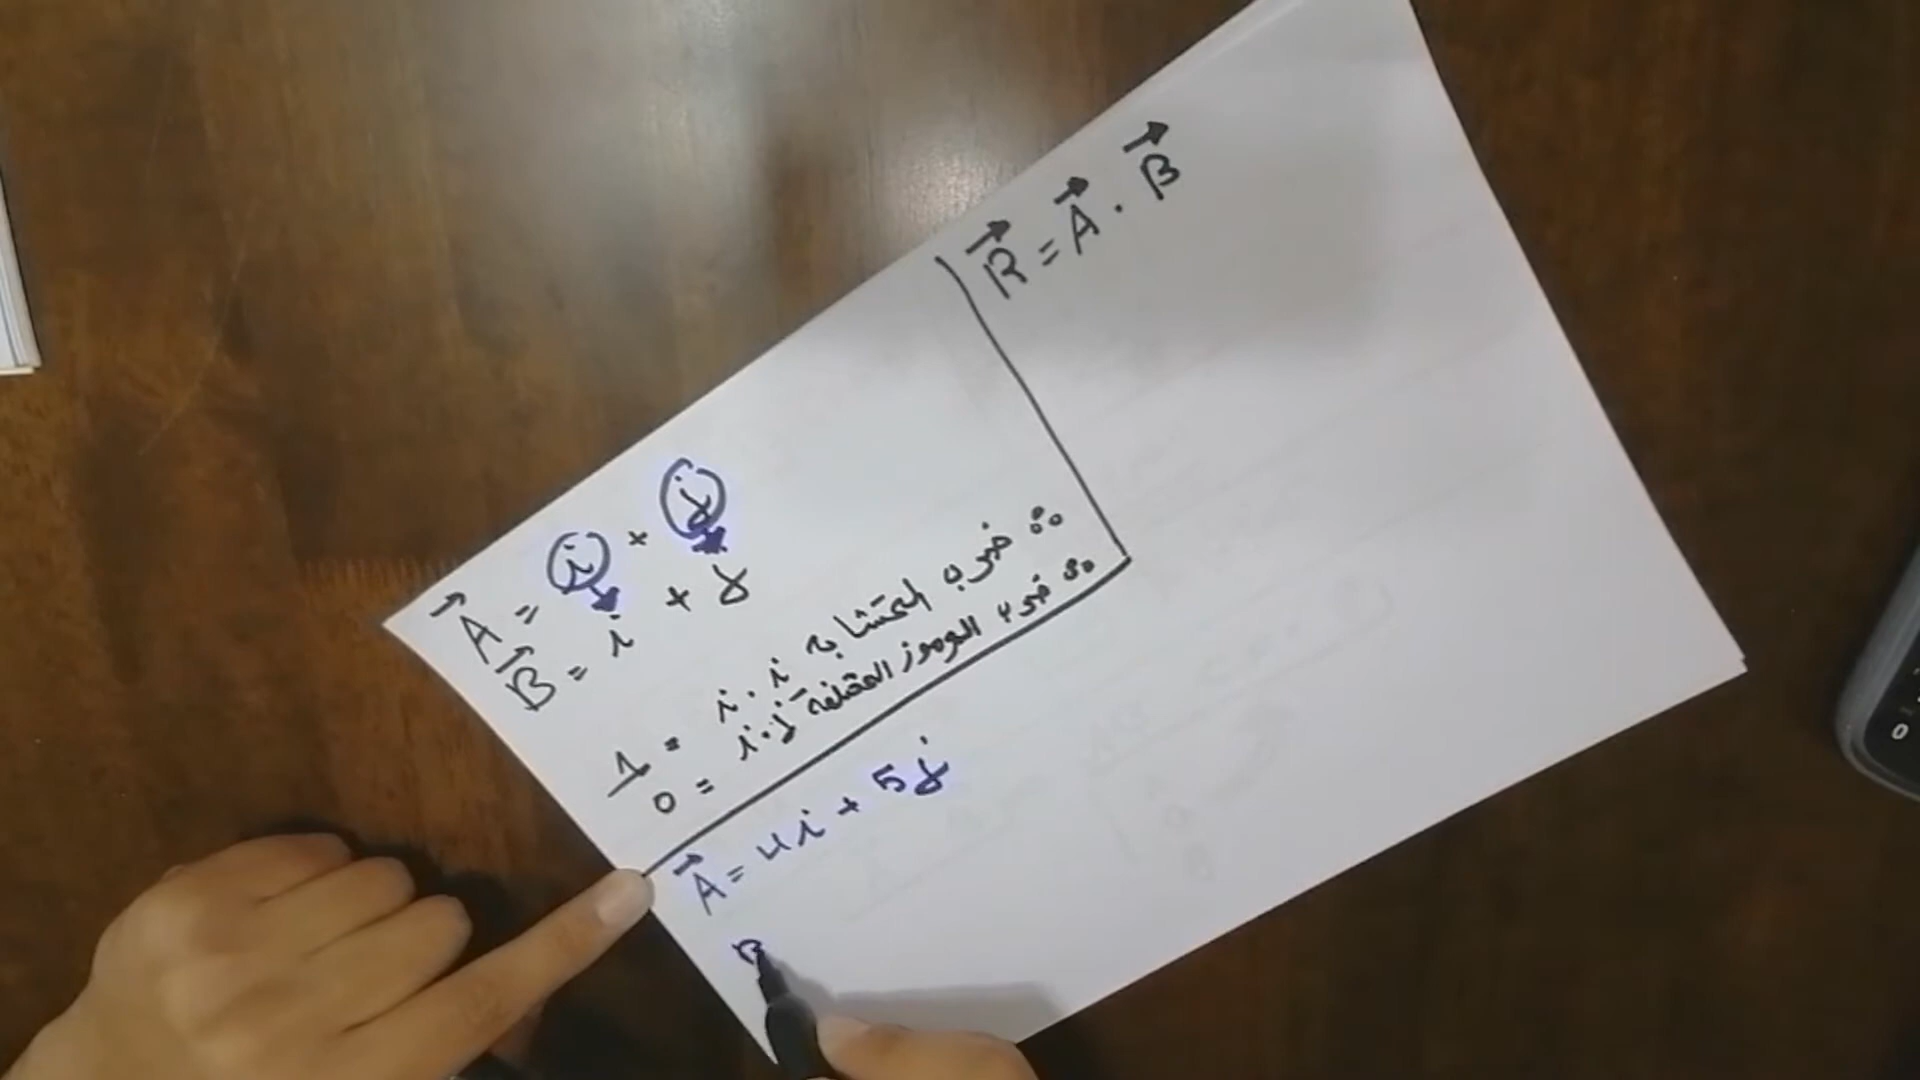 R = A . B
A = i + j
B = i + j
∴ ضرب المتشابه i . i = 1
∴ ضرب الرموز المختلفة i . j = 0
A = 4i + 5j
B